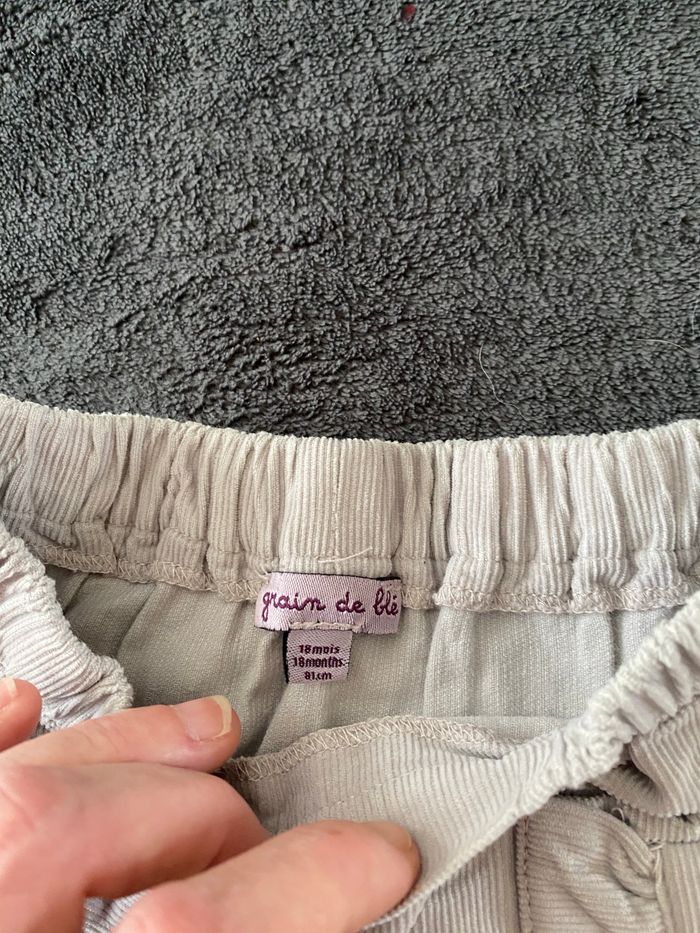 grain de blé
18 mois
18 months
81 cm